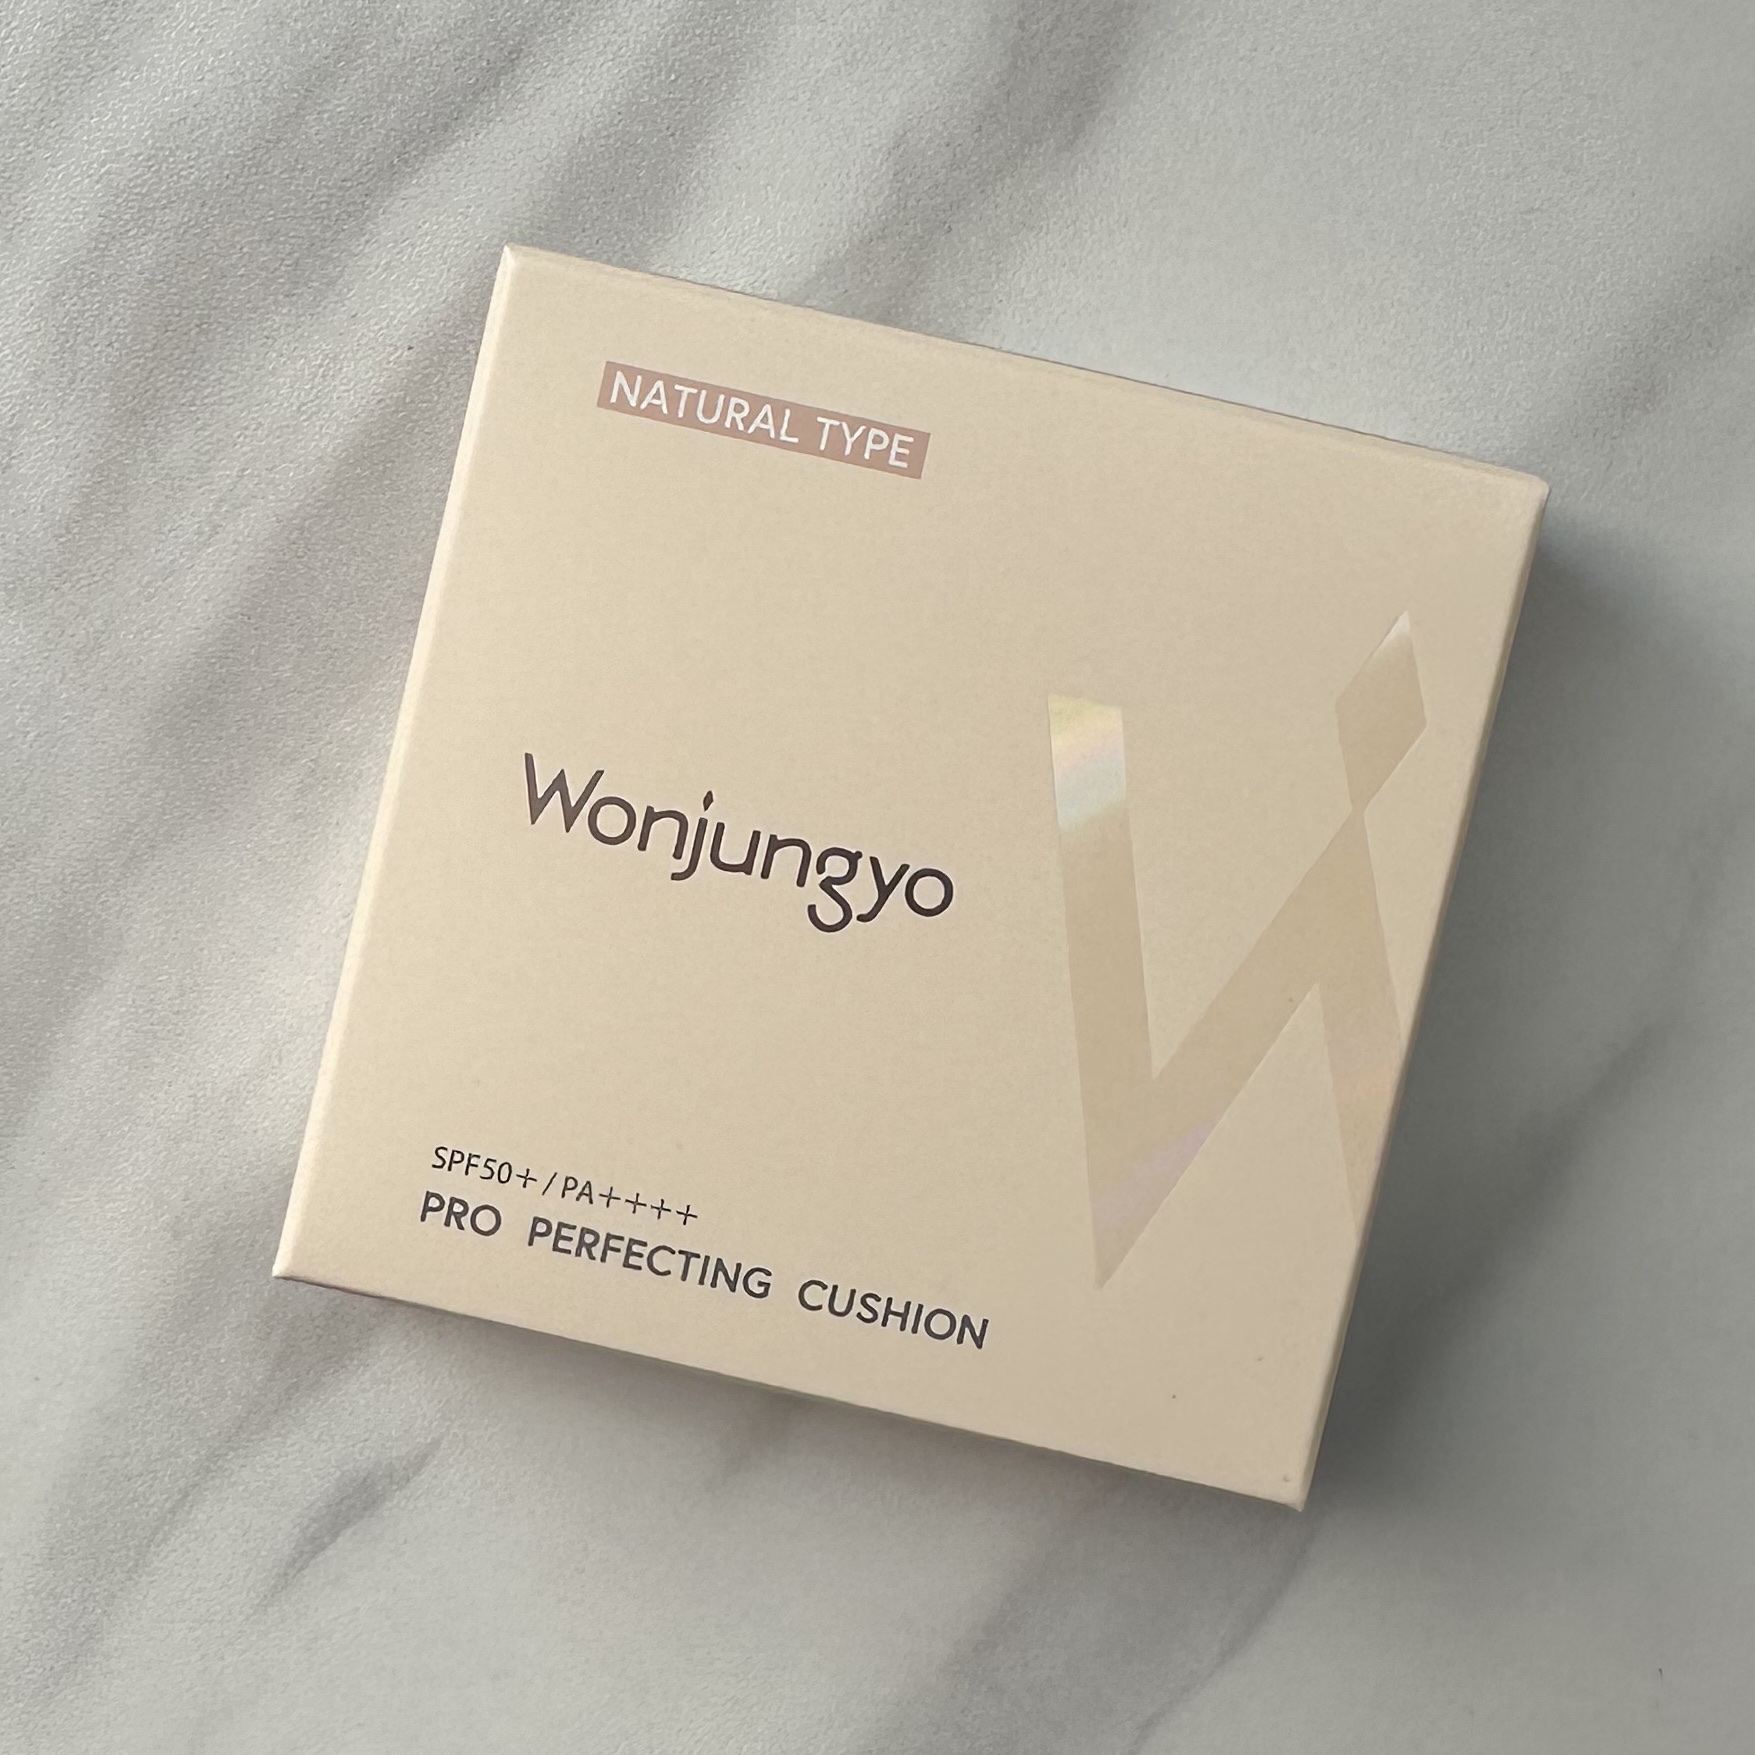 NATURAL TYPE
Wonjungyo
SPF50+/PA++++
PRO PERFECTING CUSHION